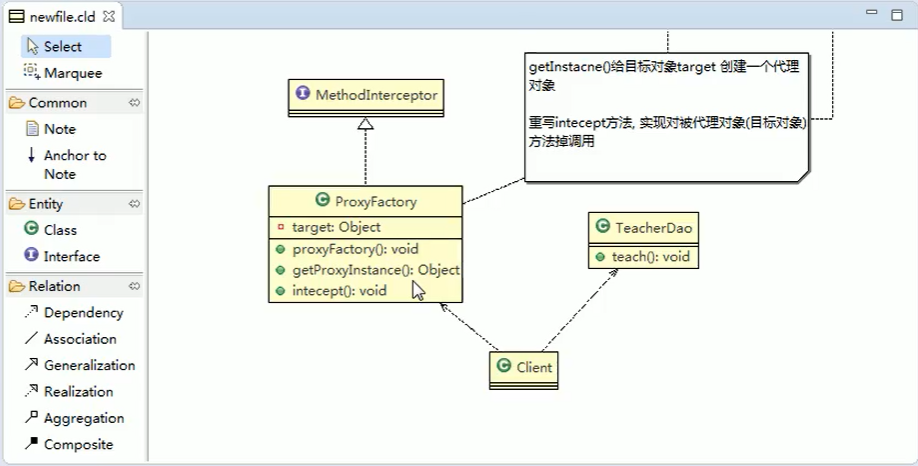 newfile.cld
Select
Marquee
Common
Note
Anchor to
Note
Entity
Class
Interface
Relation
Dependency
Association
Generalization
Realization
Aggregation
Composite
MethodInterceptor
getInstacne()给目标对象target 创建一个代理
对象
重写intecept方法, 实现对被代理对象(目标对象)
方法掉调用
ProxyFactory
target: Object
proxyFactory(): void
getProxyInstance(): Object
intecept(): void
TeacherDao
teach(): void
Client